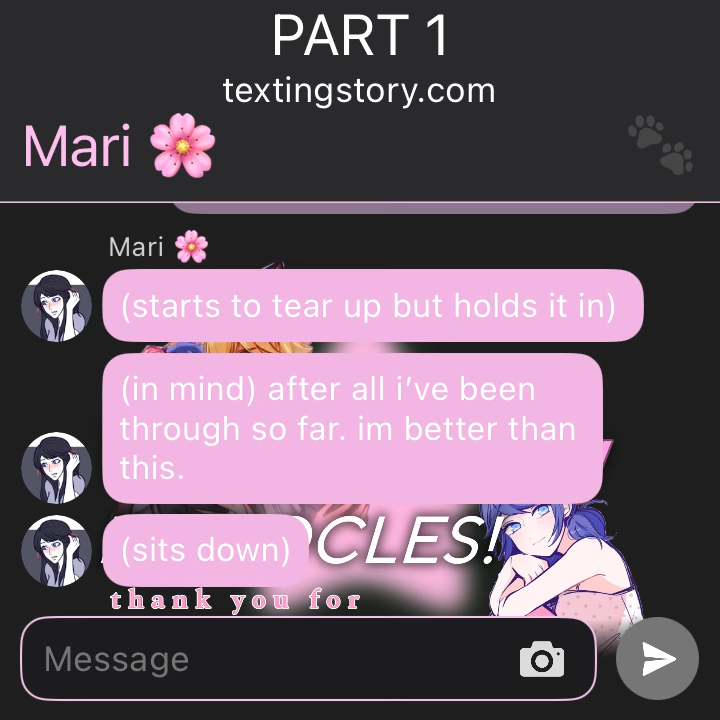 PART 1
textingstory.com
Mari 🌸
Mari 🌸
(starts to tear up but holds it in)
(in mind) after all i’ve been
through so far. im better than
this.
(sits down)
OCLES!
thank you for
Message